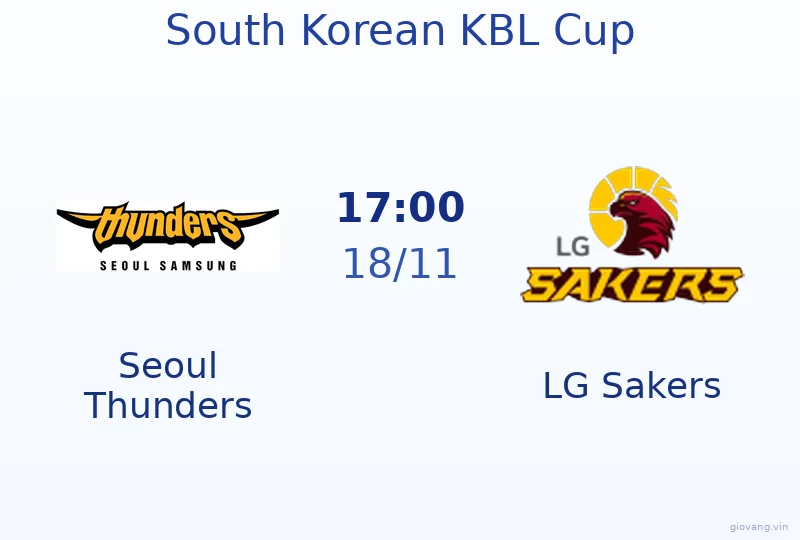 South Korean KBL Cup
thunders
SEOUL SAMSUNG
17:00
18/11
LG
SAKERS
Seoul
Thunders
LG Sakers
giovang.vin